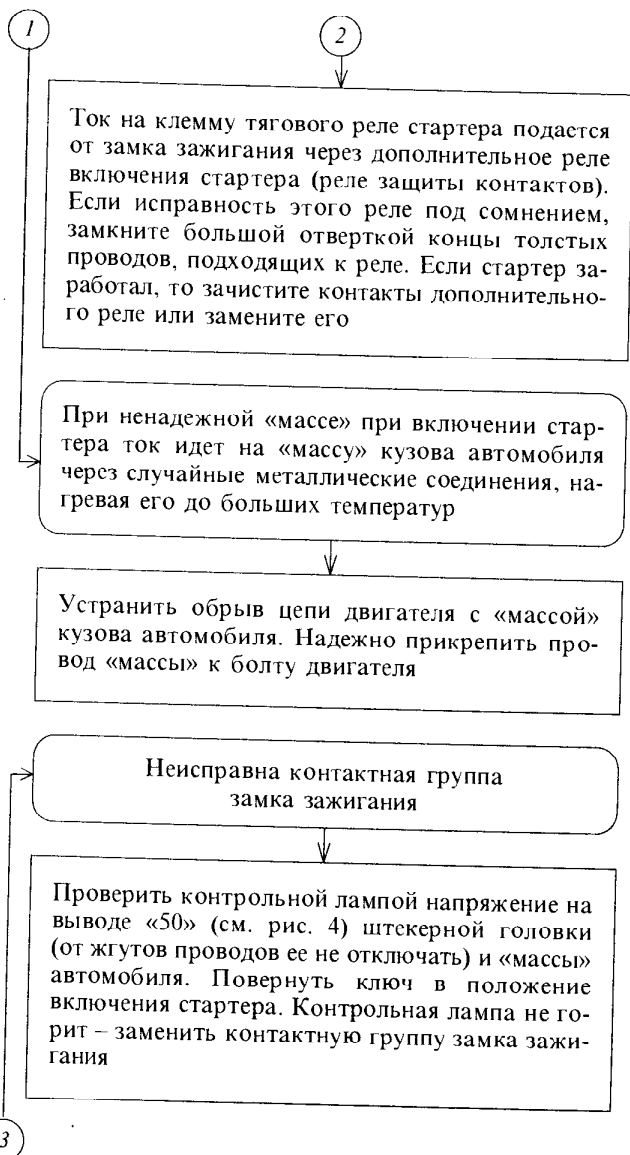 1
2
Ток на клемму тягового реле стартера подается
от замка зажигания через дополнительное реле
включения стартера (реле защиты контактов).
Если исправность этого реле под сомнением,
замкните большой отверткой концы толстых
проводов, подходящих к реле. Если стартер за-
работал, то зачистите контакты дополнительно-
го реле или замените его
При ненадежной «массе» при включении стар-
тера ток идет на «массу» кузова автомобиля
через случайные металлические соединения, на-
гревая его до больших температур
Устранить обрыв цепи двигателя с «массой»
кузова автомобиля. Надежно прикрепить про-
вод «массы» к болту двигателя
Неисправна контактная группа
замка зажигания
Проверить контрольной лампой напряжение на
выводе «50» (см. рис. 4) штекерной головки
(от жгутов проводов ее не отключать) и «массы»
автомобиля. Повернуть ключ в положение
включения стартера. Контрольная лампа не го-
рит – заменить контактную группу замка зажи-
гания
3